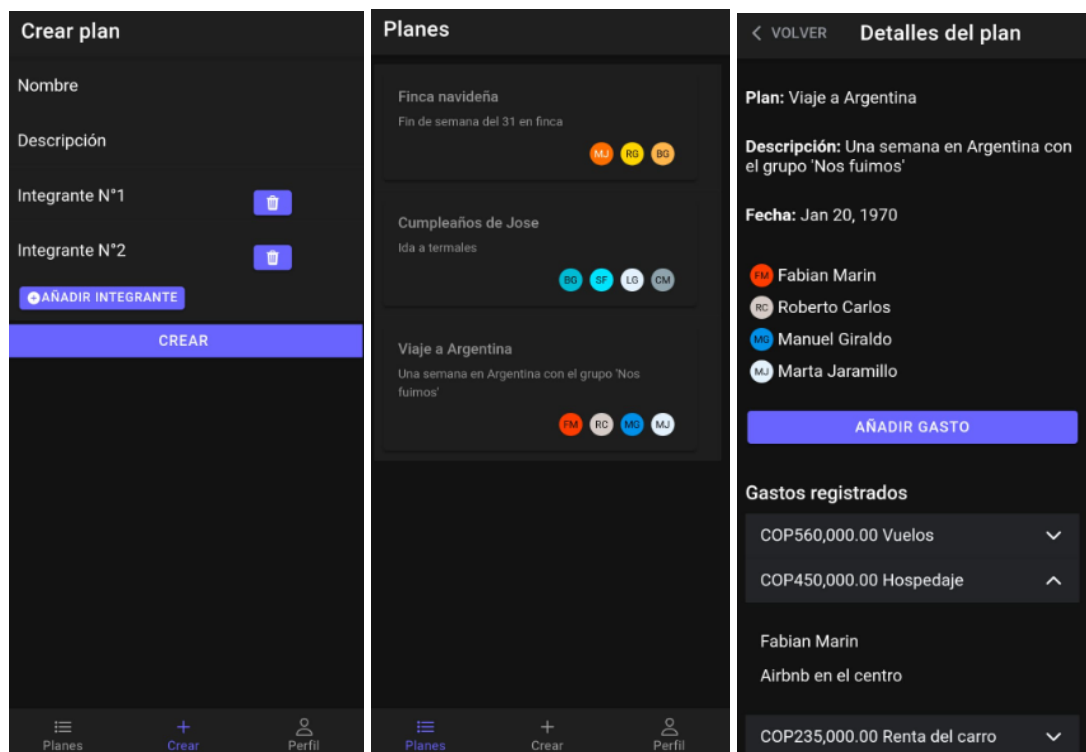 Crear plan
Nombre
Descripción
Integrante N°1
Integrante N°2
AÑADIR INTEGRANTE
CREAR
Planes
Crear
Perfil
Planes
Finca navideña
Fin de semana del 31 en finca
MJ RG BG
Cumpleaños de Jose
Ida a termales
BG SF LG CM
Viaje a Argentina
Una semana en Argentina con el grupo 'Nos
fuimos'
FM RC MG MJ
Planes
Crear
Perfil
VOLVER
Detalles del plan
Plan: Viaje a Argentina
Descripción: Una semana en Argentina con
el grupo 'Nos fuimos'
Fecha: Jan 20, 1970
FM Fabian Marin
RC Roberto Carlos
MG Manuel Giraldo
MJ Marta Jaramillo
AÑADIR GASTO
Gastos registrados
COP560,000.00 Vuelos
COP450,000.00 Hospedaje
Fabian Marin
Airbnb en el centro
COP235,000.00 Renta del carro